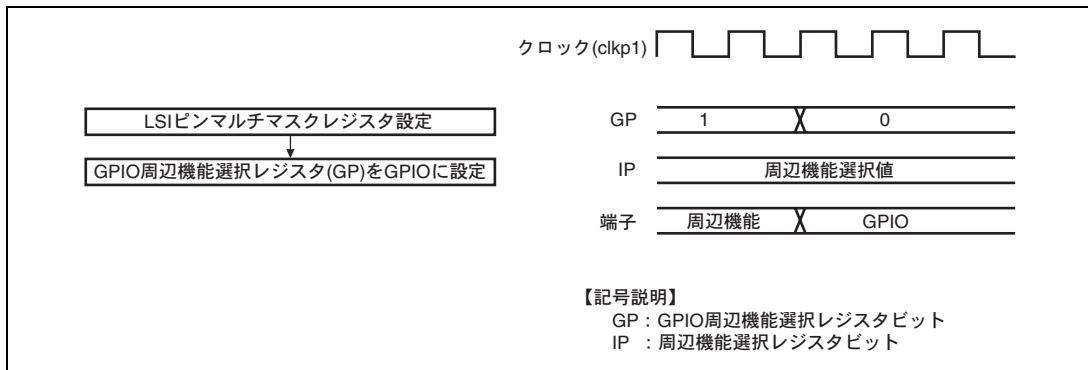 クロック(clkp1)
LSIピンマルチマスクレジスタ設定
GPIO周辺機能選択レジスタ(GP)をGPIOに設定
GP 1 0
IP 周辺機能選択値
端子 周辺機能 GPIO
【記号説明】
GP：GPIO周辺機能選択レジスタビット
IP ：周辺機能選択レジスタビット